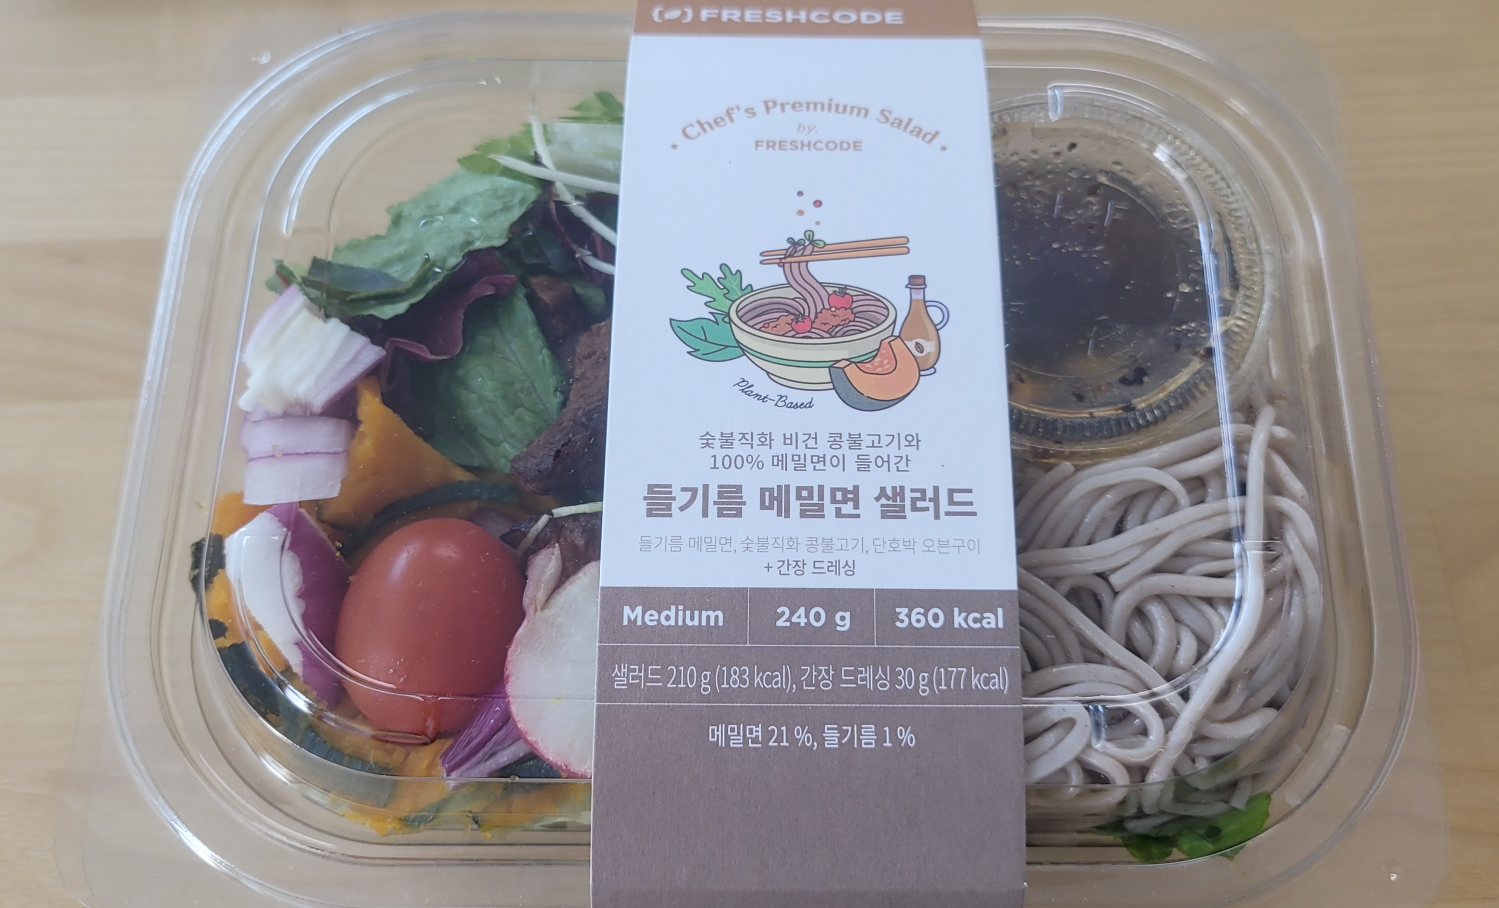 FRESHCODE
Chef's Premium Salad
by.
FRESHCODE
Plant-Based
숯불직화 비건 콩불고기와
100% 메밀면이 들어간
들기름 메밀면 샐러드
들기름 메밀면, 숯불직화 콩불고기, 단호박 오븐구이
+ 간장 드레싱
Medium 240 g 360 kcal
샐러드 210 g (183 kcal), 간장 드레싱 30 g (177 kcal)
메밀면 21 %, 들기름 1 %